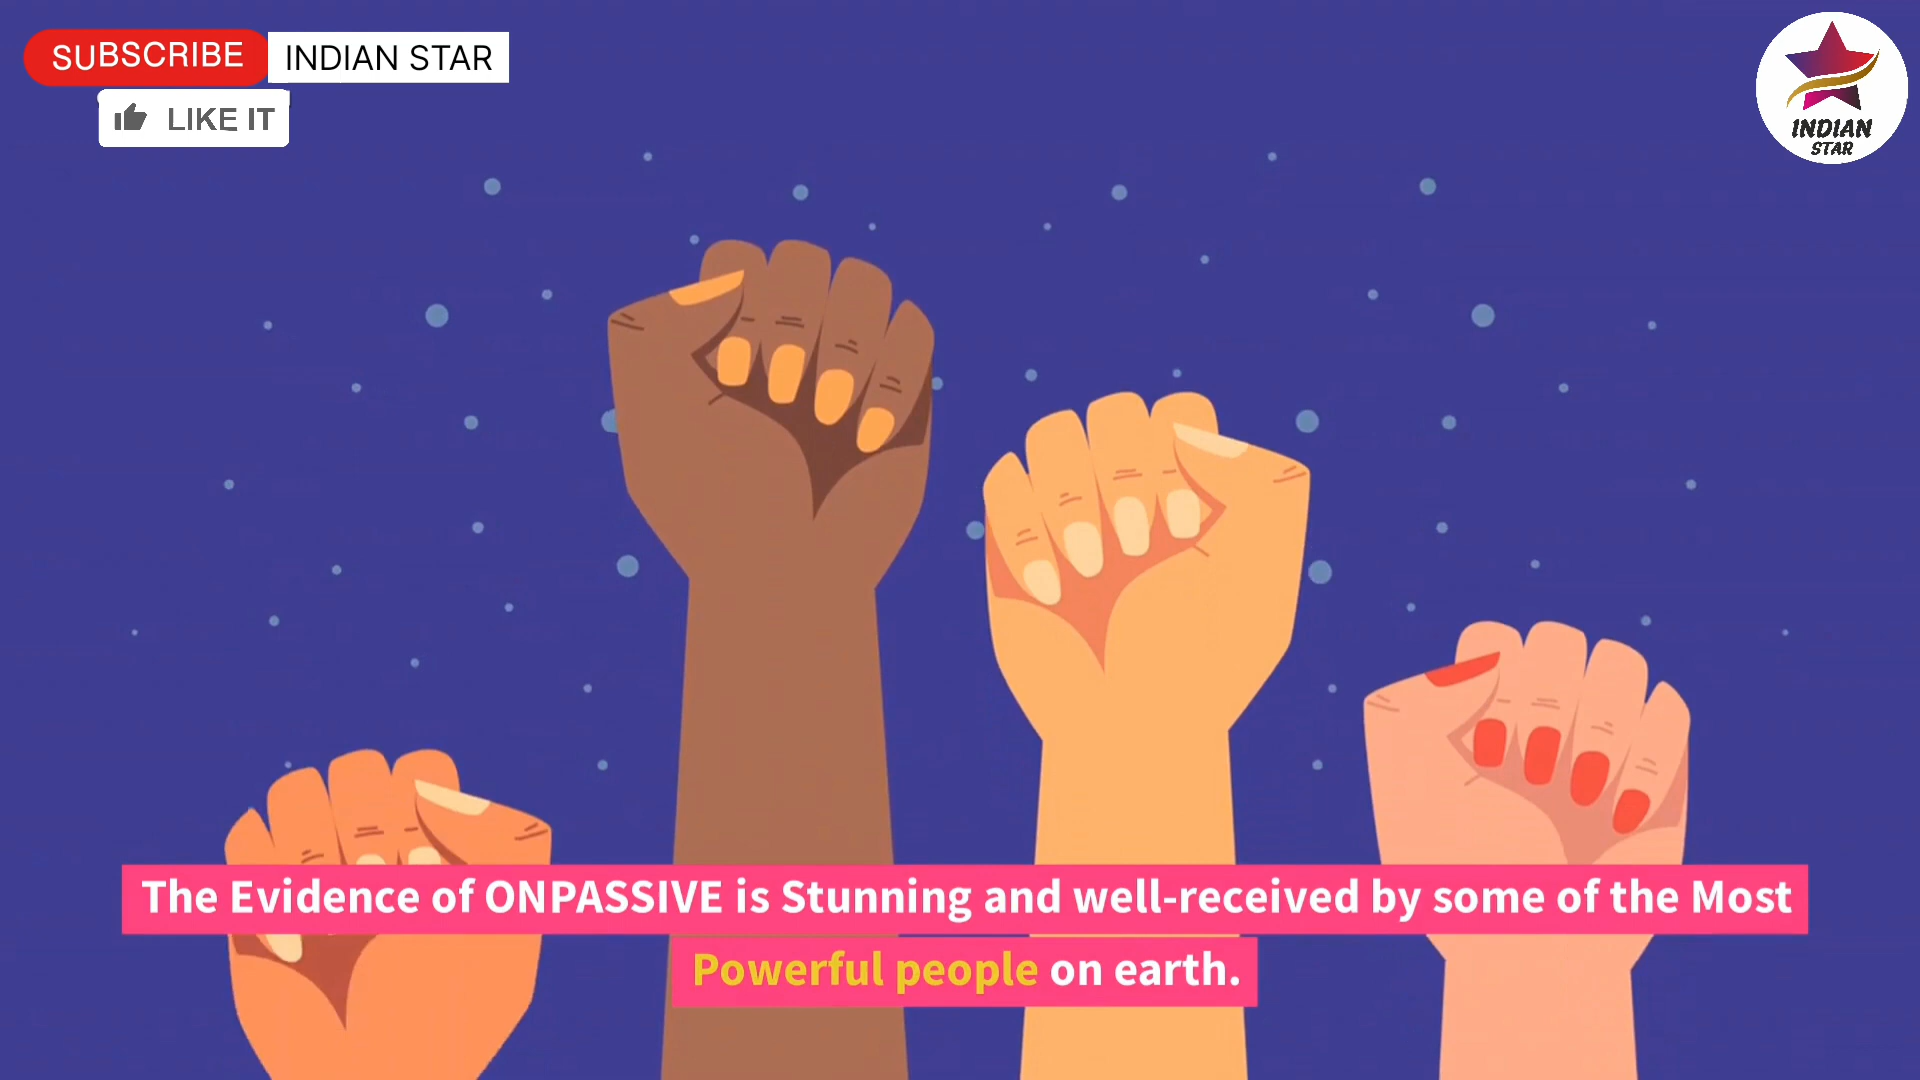 SUBSCRIBE INDIAN STAR
LIKE IT
INDIAN
STAR
The Evidence of ONPASSIVE is Stunning and well-received by some of the Most
Powerful people on earth.